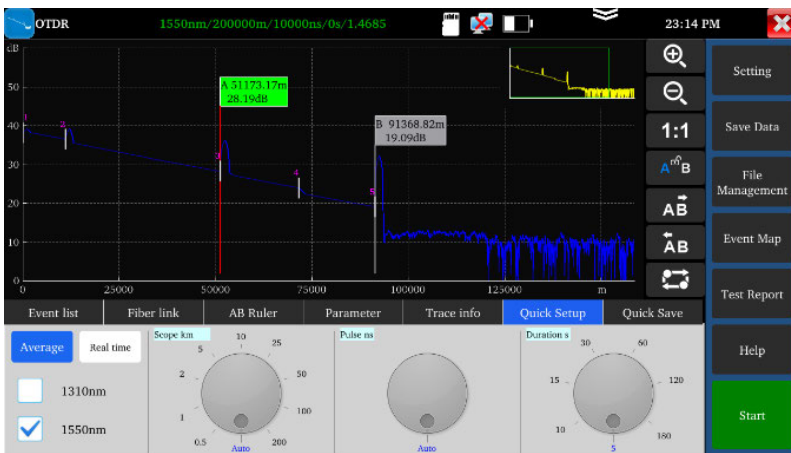 OTDR
1550nm/200000m/10000ns/0s/1.4685
23:14 PM
dB
50
40
30
20
10
0
A 51173.17m
28.19dB
B 91368.82m
19.09dB
1
2
3
4
5
0 25000 50000 75000 100000 125000 m
1:1
A B
AB
AB
Setting
Save Data
File
Management
Event Map
Test Report
Help
Start
Event list Fiber link AB Ruler Parameter Trace info Quick Setup Quick Save
Average Real time
1310nm
1550nm
Scope km
0.5
1
2
5
10
25
50
100
200
Auto
Pulse ns
Auto
Duration s
5
10
15
30
60
120
180